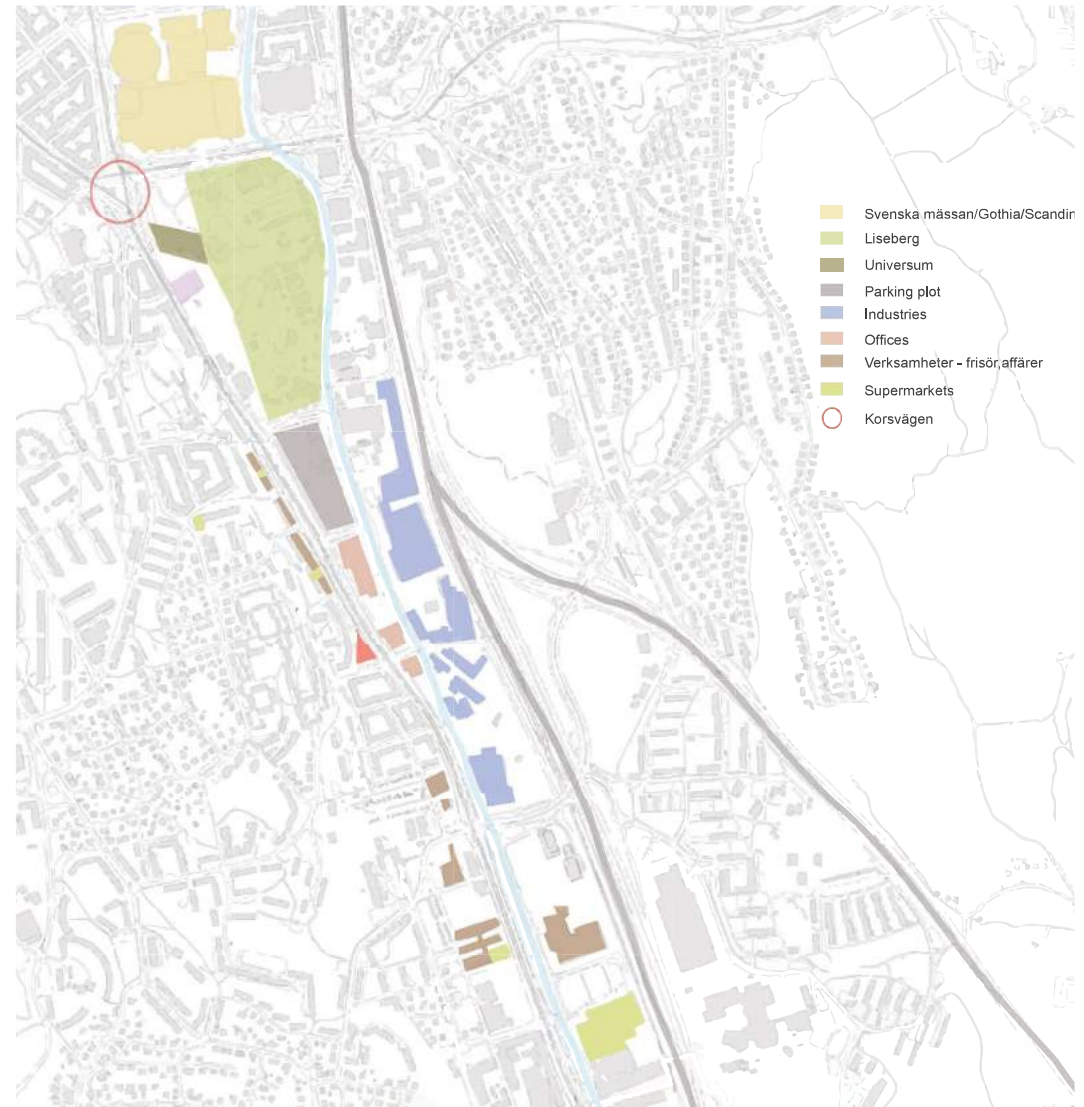 Svenska mässan/Gothia/Scandin
Liseberg
Universum
Parking plot
Industries
Offices
Verksamheter - frisör,affärer
Supermarkets
Korsvägen